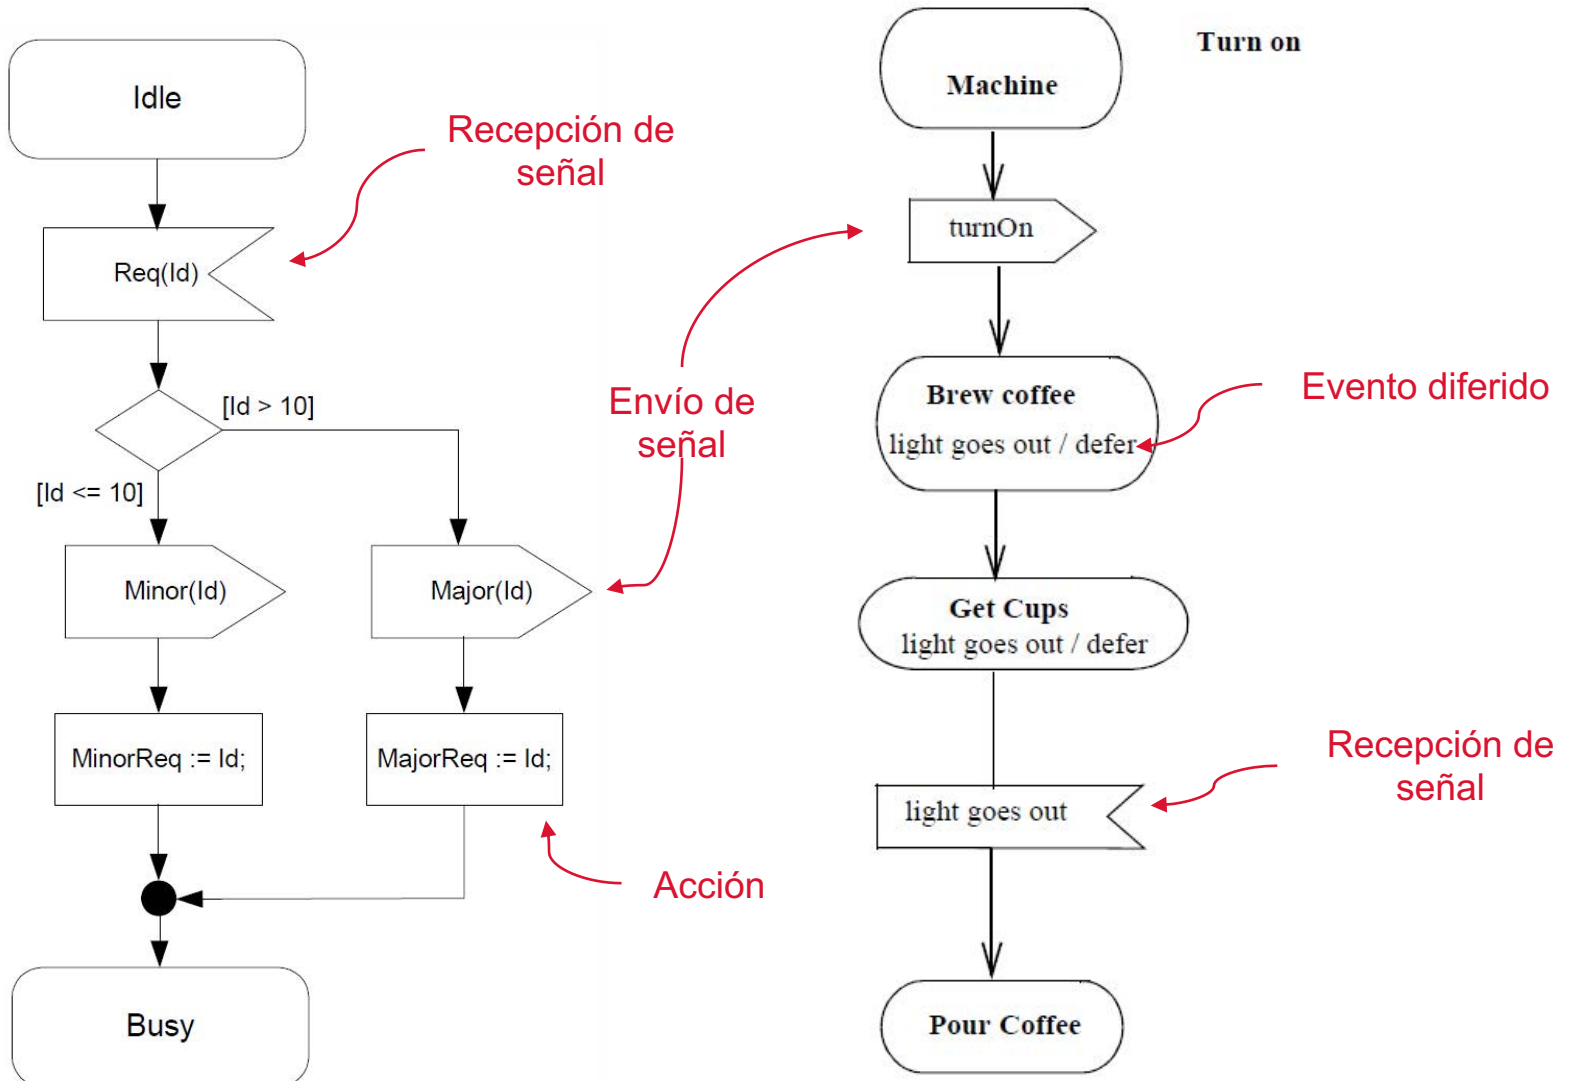 Idle
Recepción de
señal
Req(Id)
[Id > 10]
[Id <= 10]
Minor(Id)
Major(Id)
MinorReq := Id;
MajorReq := Id;
Acción
Busy
Envío de
señal
Turn on
Machine
turnOn
Brew coffee
light goes out / defer
Evento diferido
Get Cups
light goes out / defer
light goes out
Recepción de
señal
Pour Coffee